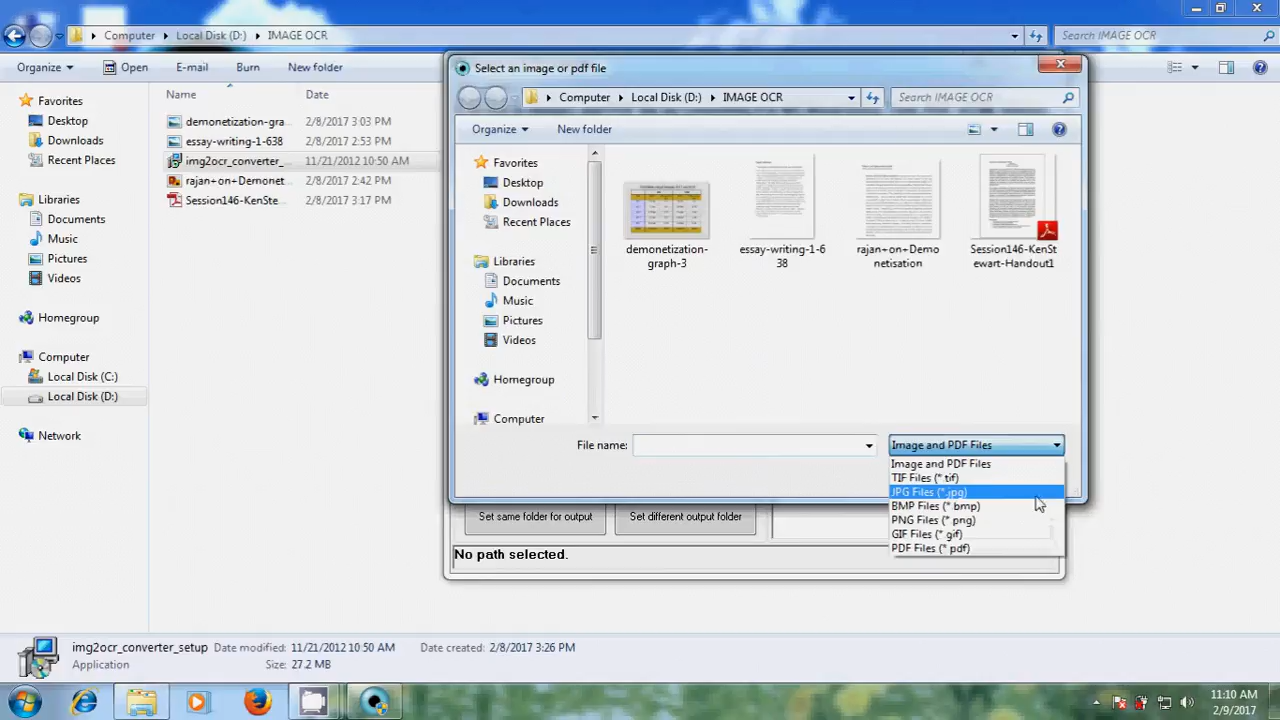 Computer Local Disk (D:) IMAGE OCR
Search IMAGE OCR
Organize Open E-mail Burn New folder
Name Date
Favorites
Desktop
Downloads
Recent Places
Libraries
Documents
Music
Pictures
Videos
Homegroup
Computer
Local Disk (C:)
Local Disk (D:)
Network
demonetization-gra... 2/8/2017 3:03 PM
essay-writing-1-638 2/8/2017 2:53 PM
img2ocr_converter_... 11/21/2012 10:50 AM
rajan+on+Demonet... 2/8/2017 2:42 PM
Session146-KenSte... 2/8/2017 3:17 PM
Select an image or pdf file
Computer Local Disk (D:) IMAGE OCR
Search IMAGE OCR
Organize New folder
Favorites
Desktop
Downloads
Recent Places
Libraries
Documents
Music
Pictures
Videos
Homegroup
Computer
demonetization-
graph-3
essay-writing-1-6
38
rajan+on+Demo
netisation
Session146-KenSt
ewart-Handout1
File name:
Image and PDF Files
Image and PDF Files
TIF Files (*.tif)
JPG Files (*.jpg)
BMP Files (*.bmp)
PNG Files (*.png)
GIF Files (*.gif)
PDF Files (*.pdf)
Set same folder for output Set different output folder
No path selected.
img2ocr_converter_setup Date modified: 11/21/2012 10:50 AM Date created: 2/8/2017 3:26 PM
Application Size: 27.2 MB
11:10 AM
2/9/2017